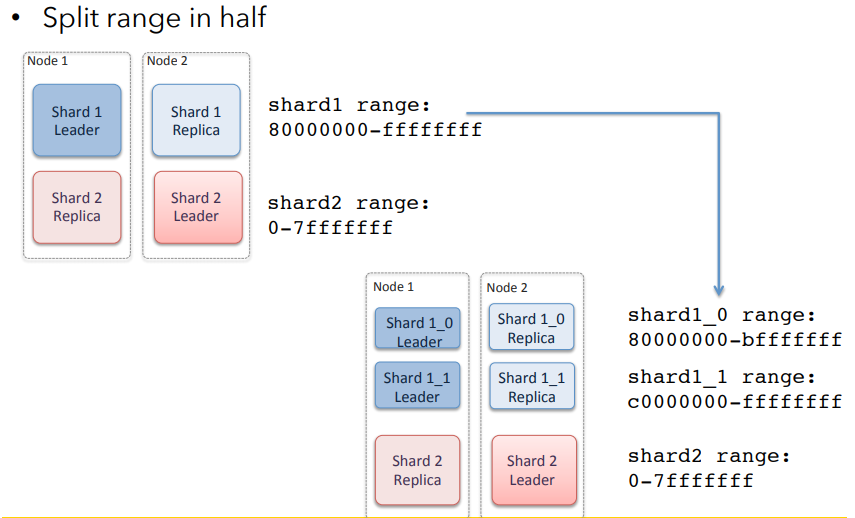 • Split range in half
Node 1
Node 2
Shard 1
Leader
Shard 1
Replica
shard1 range:
80000000-ffffffff
Shard 2
Replica
Shard 2
Leader
shard2 range:
0-7fffffff
Node 1
Node 2
Shard 1_0
Leader
Shard 1_0
Replica
shard1_0 range:
80000000-bfffffff
Shard 1_1
Leader
Shard 1_1
Replica
shard1_1 range:
c0000000-ffffffff
Shard 2
Replica
Shard 2
Leader
shard2 range:
0-7fffffff